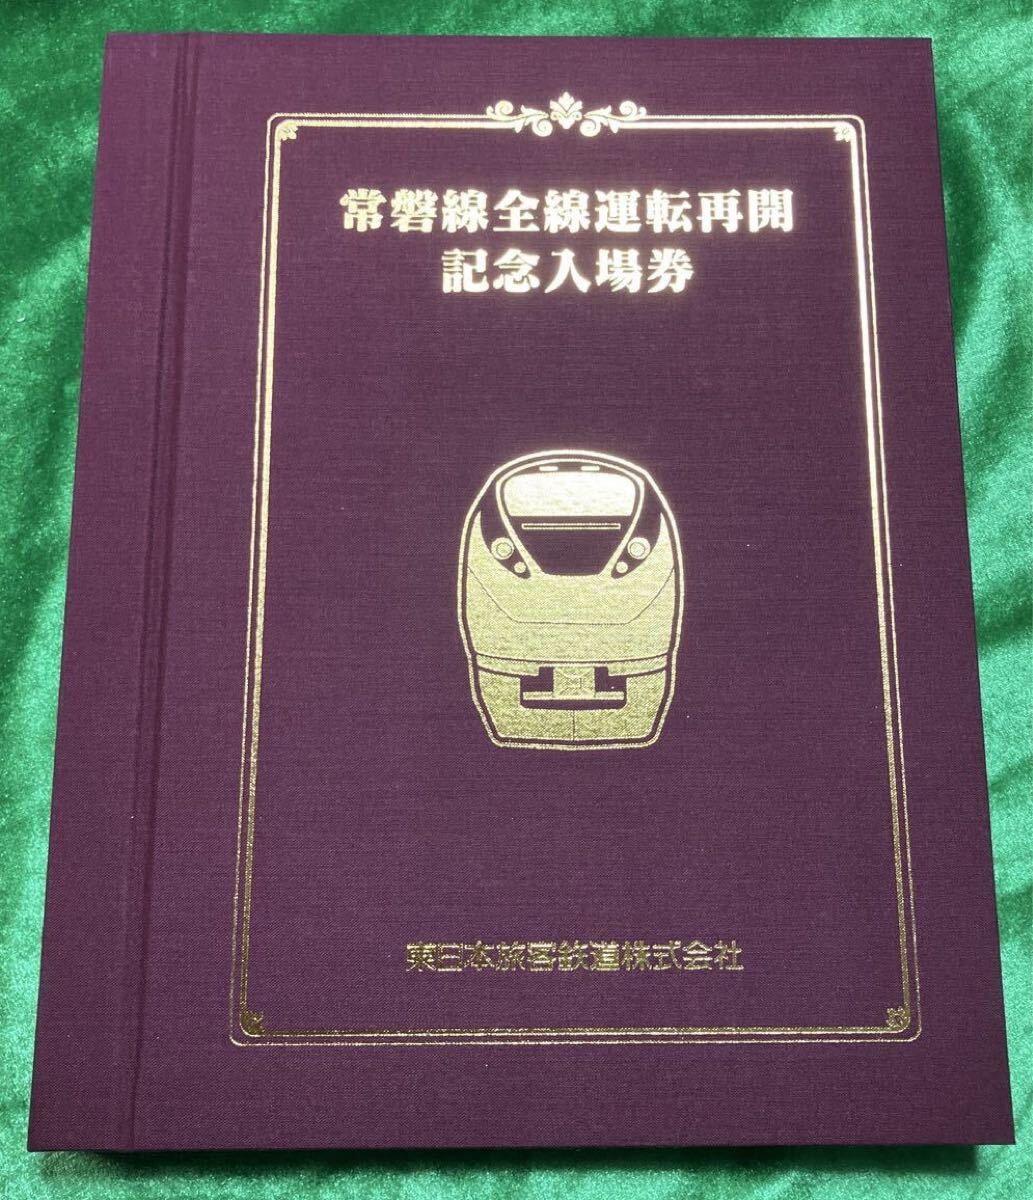 常磐線全線運転再開
記念入場券
東日本旅客鉄道株式会社